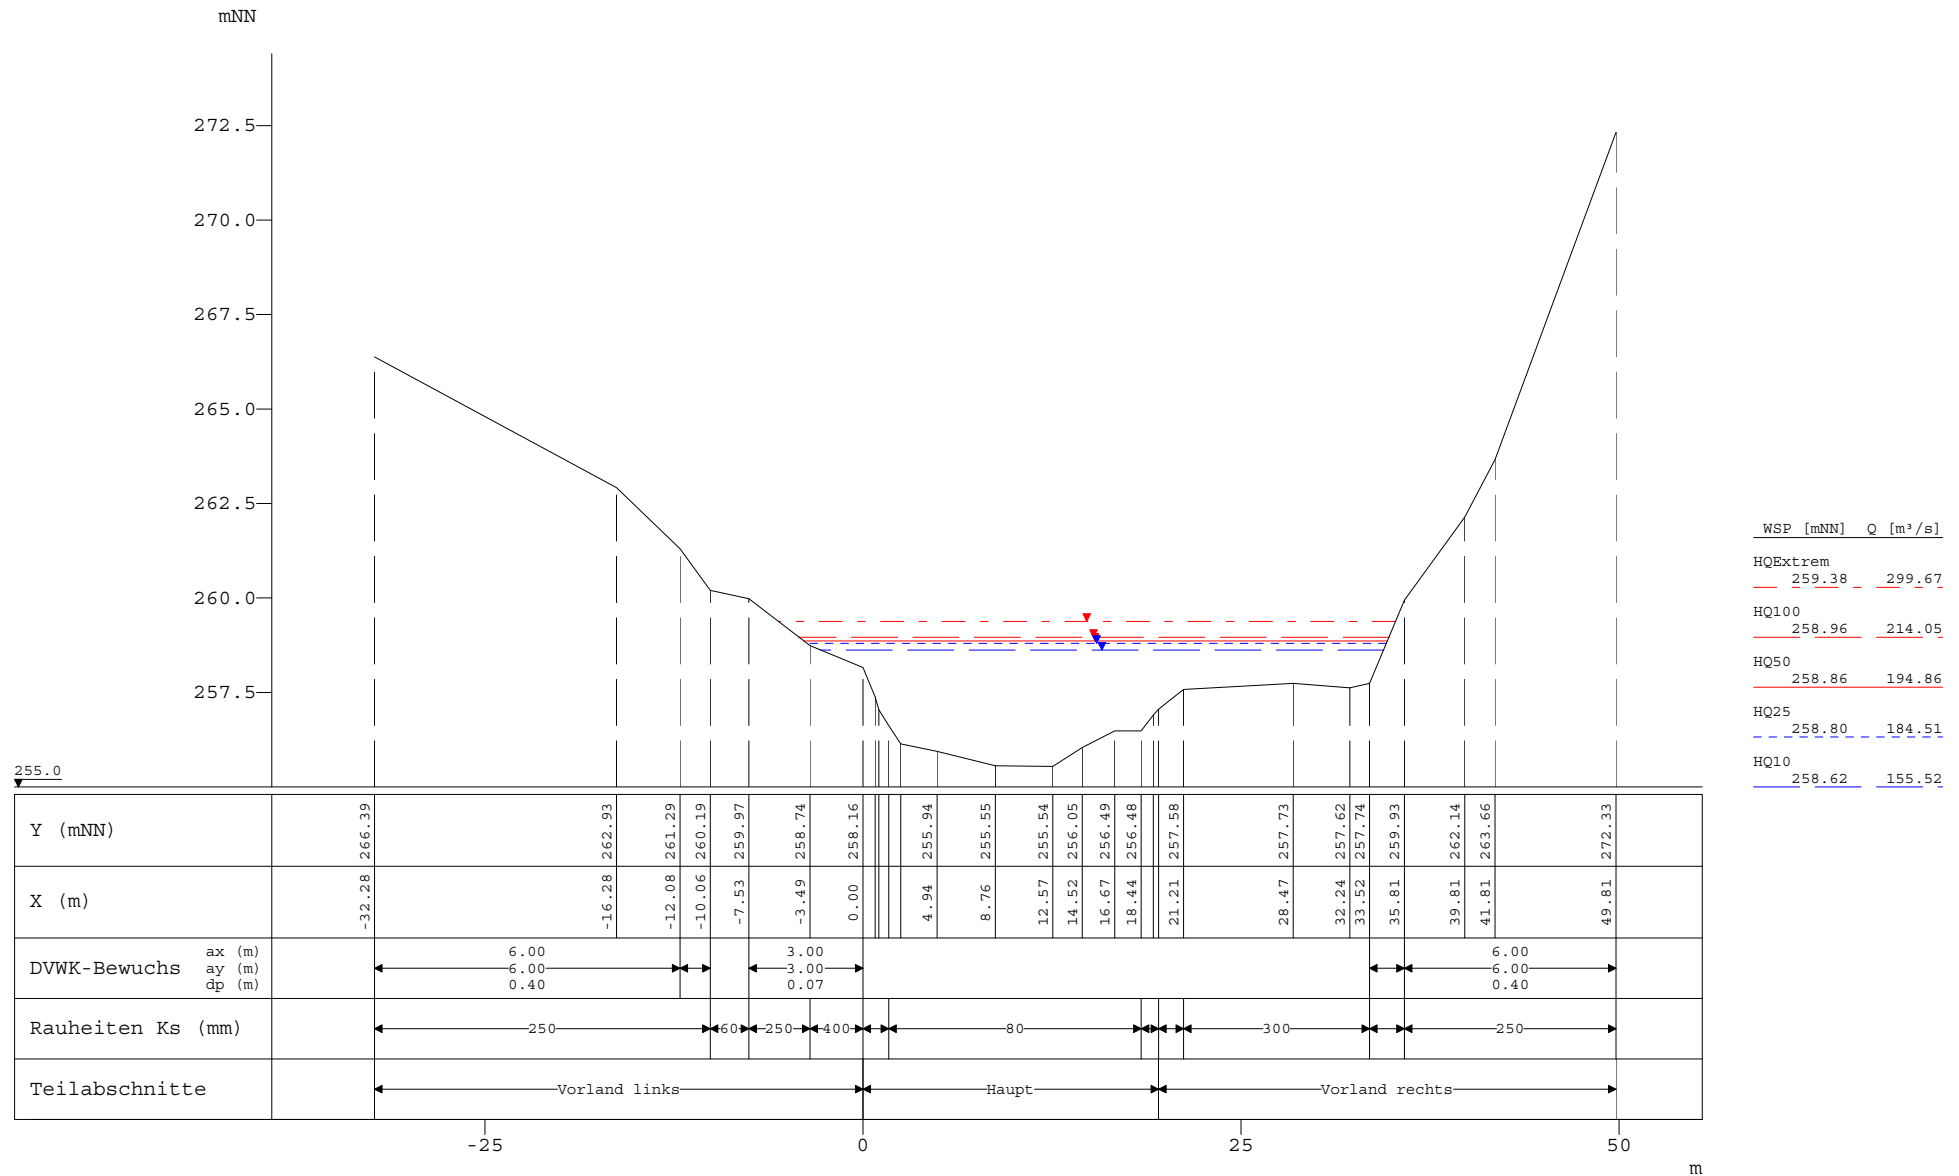 mNN
272.5
270.0
267.5
265.0
262.5
260.0
257.5
255.0
WSP [mNN] Q [m³/s]
HQExtrem
259.38 299.67
HQ100
258.96 214.05
HQ50
258.86 194.86
HQ25
258.80 184.51
HQ10
258.62 155.52
Y (mNN) 266.39 262.93 261.29 260.19 259.97 258.74 258.16 255.94 255.55 255.54 256.05 256.49 256.48 257.58 257.73 257.62 257.74 259.93 262.14 263.66 272.33
X (m) -32.28 -16.28 -12.08 -10.06 -7.53 -3.49 0.00 4.94 8.76 12.57 14.52 16.67 18.44 21.21 28.47 32.24 33.52 35.81 39.81 41.81 49.81
DVWK-Bewuchs
ax (m) 6.00 3.00 6.00
ay (m) 6.00 3.00 6.00
dp (m) 0.40 0.07 0.40
Rauheiten Ks (mm) 250 60 250 400 80 300 250
Teilabschnitte Vorland links Haupt Vorland rechts
-25 0 25 50
m